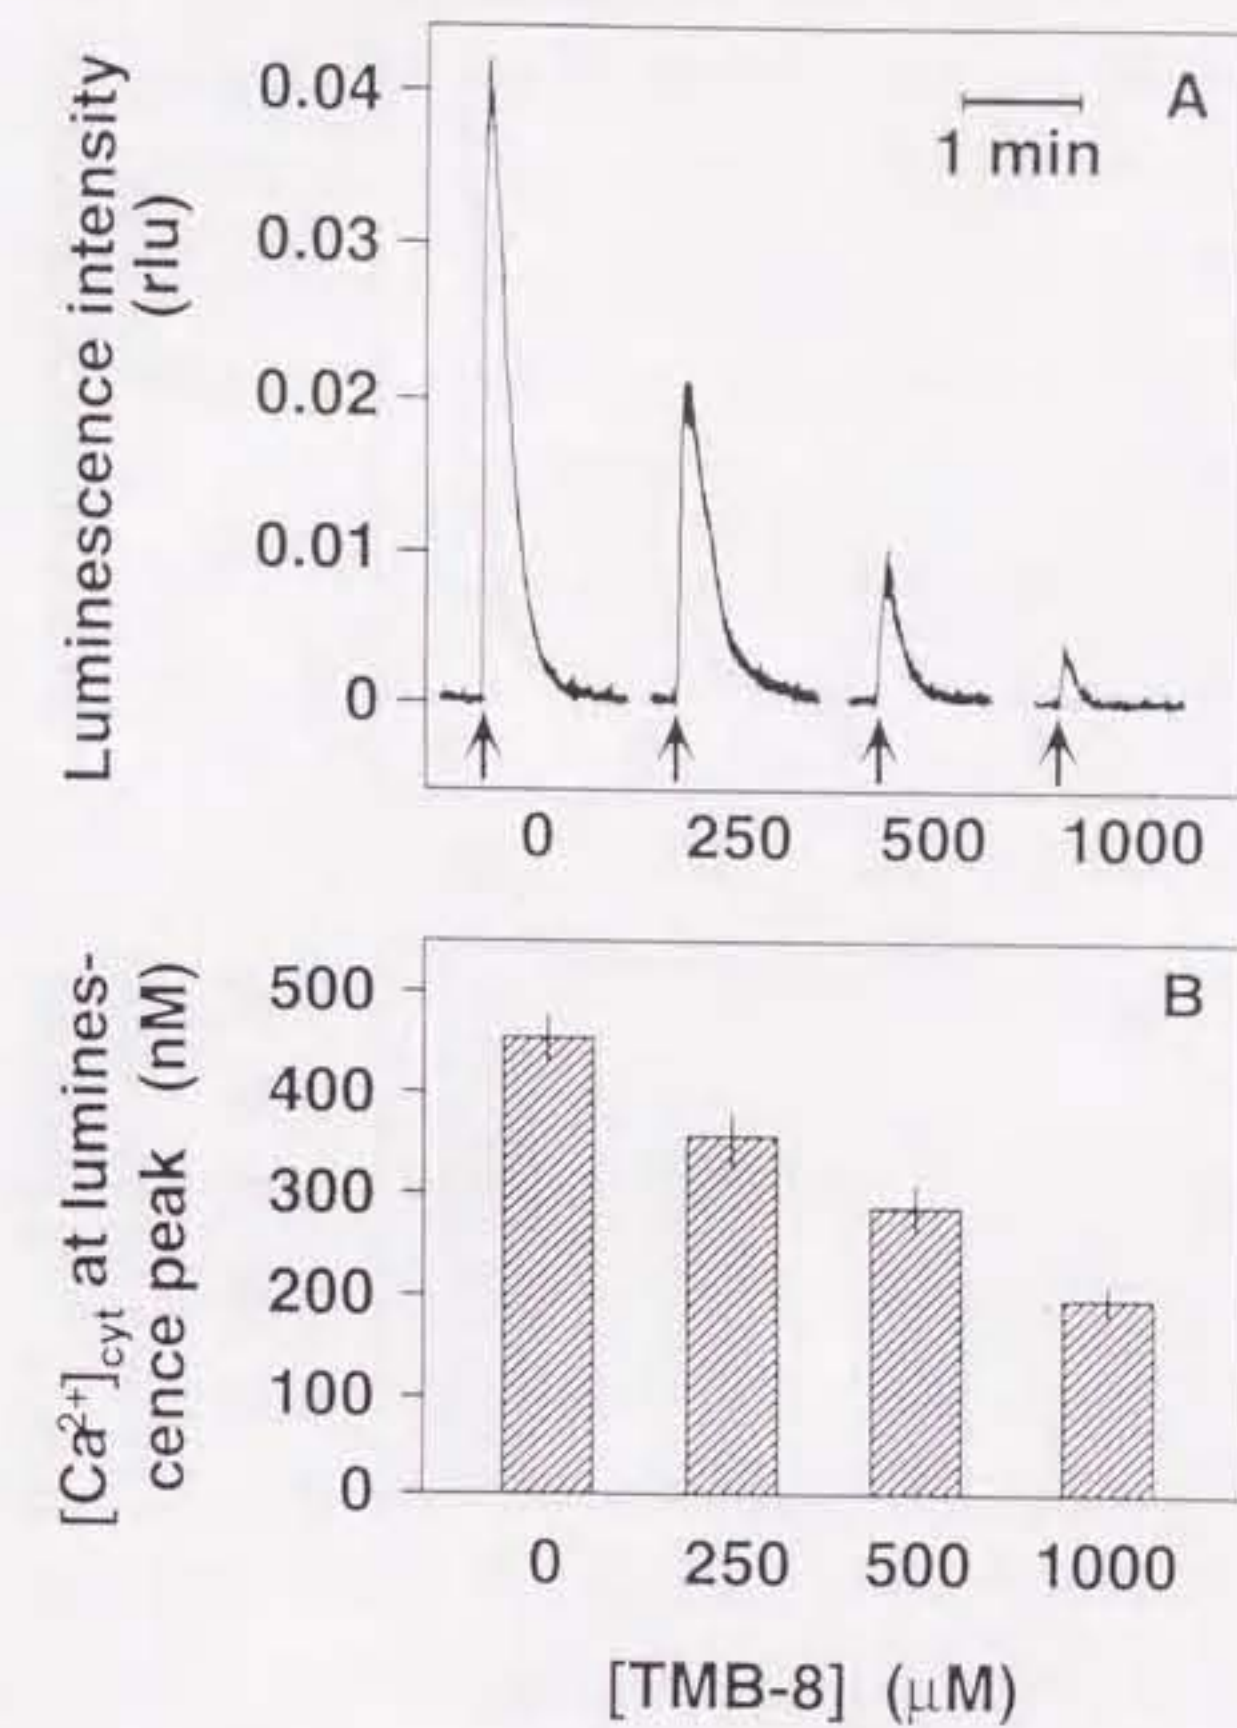 Luminescence intensity
(rlu)
0.04
0.03
0.02
0.01
0
A
1 min
0 250 500 1000
[Ca2+]cyt at lumines-
cence peak (nM)
500
400
300
200
100
0
B
0 250 500 1000
[TMB-8] (μM)